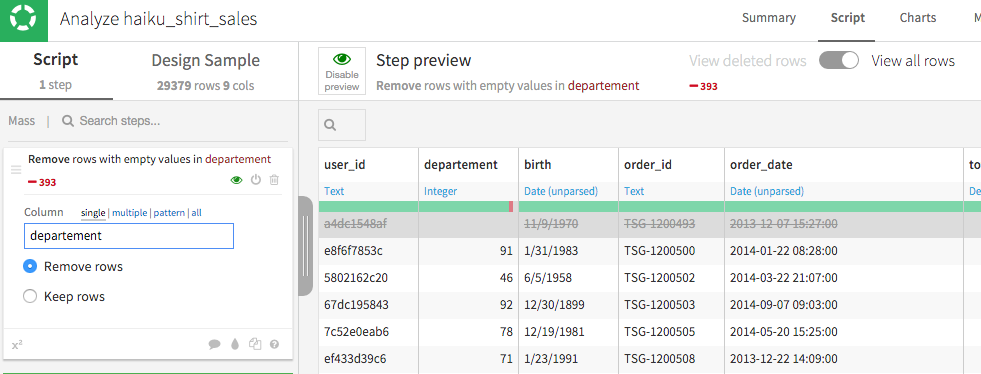 Analyze haiku_shirt_sales
Summary Script Charts M
Script Design Sample
1 step 29379 rows 9 cols
Mass | Search steps...
Remove rows with empty values in departement
393
Column single | multiple | pattern | all
departement
Remove rows
Keep rows
x²
Disable
preview
Step preview
Remove rows with empty values in departement
393
View deleted rows View all rows
user_id departement birth order_id order_date to
Text Integer Date (unparsed) Text Date (unparsed) De
a4dc1548af 11/9/1970 TSG-1200493 2013-12-07 15:27:00
e8f6f7853c 91 1/31/1983 TSG-1200500 2014-01-22 08:28:00
5802162c20 46 6/5/1958 TSG-1200502 2014-03-22 21:07:00
67dc195843 92 12/30/1899 TSG-1200503 2014-09-07 09:03:00
7c52e0eab6 78 12/19/1981 TSG-1200505 2014-05-20 15:25:00
ef433d39c6 71 1/23/1991 TSG-1200508 2013-12-22 14:09:00